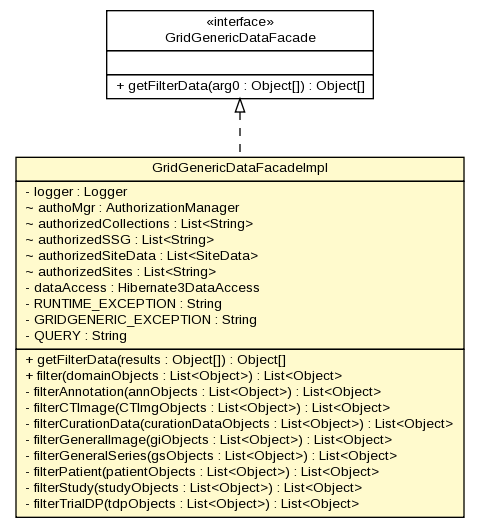 «interface»
GridGenericDataFacade
+ getFilterData(arg0 : Object[]) : Object[]
GridGenericDataFacadeImpl
- logger : Logger
~ authoMgr : AuthorizationManager
~ authorizedCollections : List<String>
~ authorizedSSG : List<String>
~ authorizedSiteData : List<SiteData>
~ authorizedSites : List<String>
- dataAccess : Hibernate3DataAccess
- RUNTIME_EXCEPTION : String
- GRIDGENERIC_EXCEPTION : String
- QUERY : String
+ getFilterData(results : Object[]) : Object[]
+ filter(domainObjects : List<Object>) : List<Object>
- filterAnnotation(annObjects : List<Object>) : List<Object>
- filterCTImage(CTImgObjects : List<Object>) : List<Object>
- filterCurationData(curationDataObjects : List<Object>) : List<Object>
- filterGeneralImage(giObjects : List<Object>) : List<Object>
- filterGeneralSeries(gsObjects : List<Object>) : List<Object>
- filterPatient(patientObjects : List<Object>) : List<Object>
- filterStudy(studyObjects : List<Object>) : List<Object>
- filterTrialDP(tdpObjects : List<Object>) : List<Object>